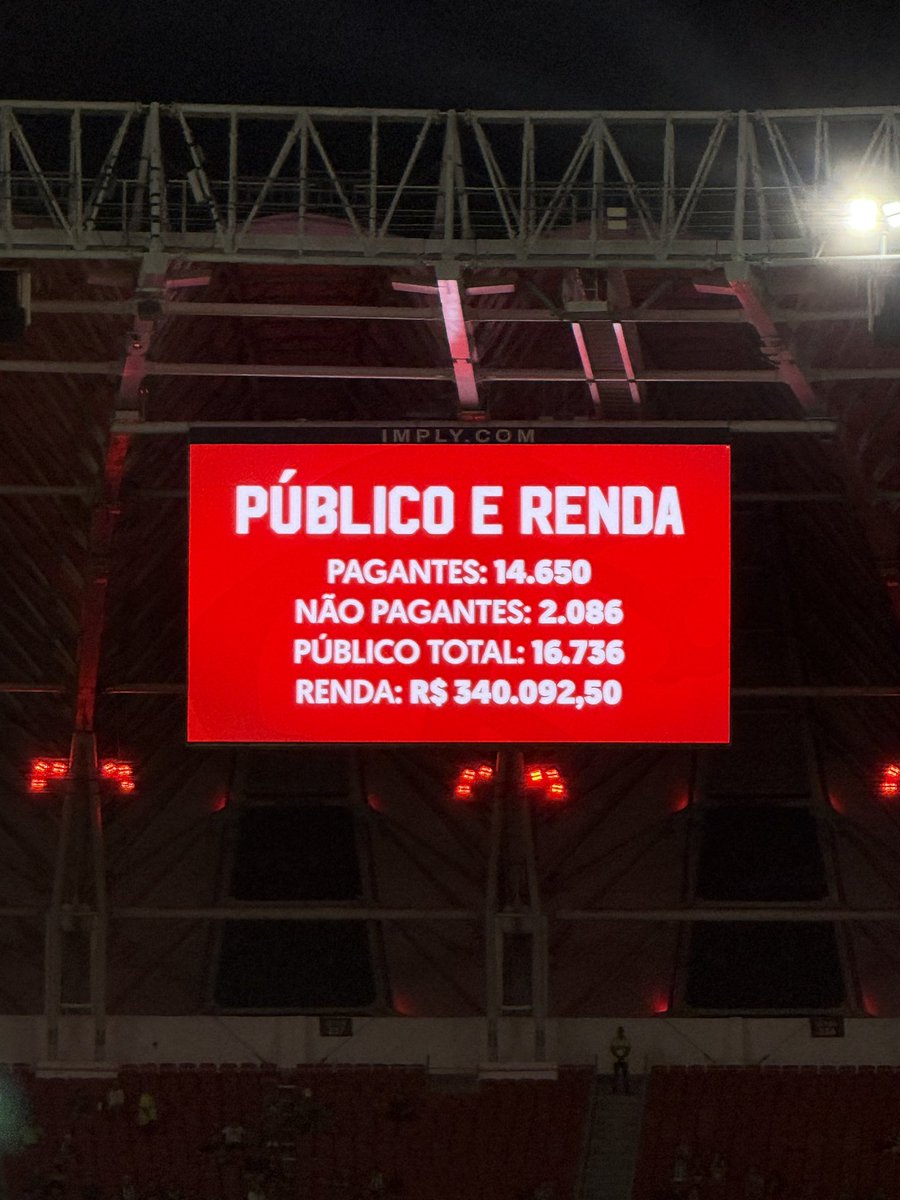 IMPLY.COM
PÚBLICO E RENDA
PAGANTES: 14.650
NÃO PAGANTES: 2.086
PÚBLICO TOTAL: 16.736
RENDA: R$ 340.092,50